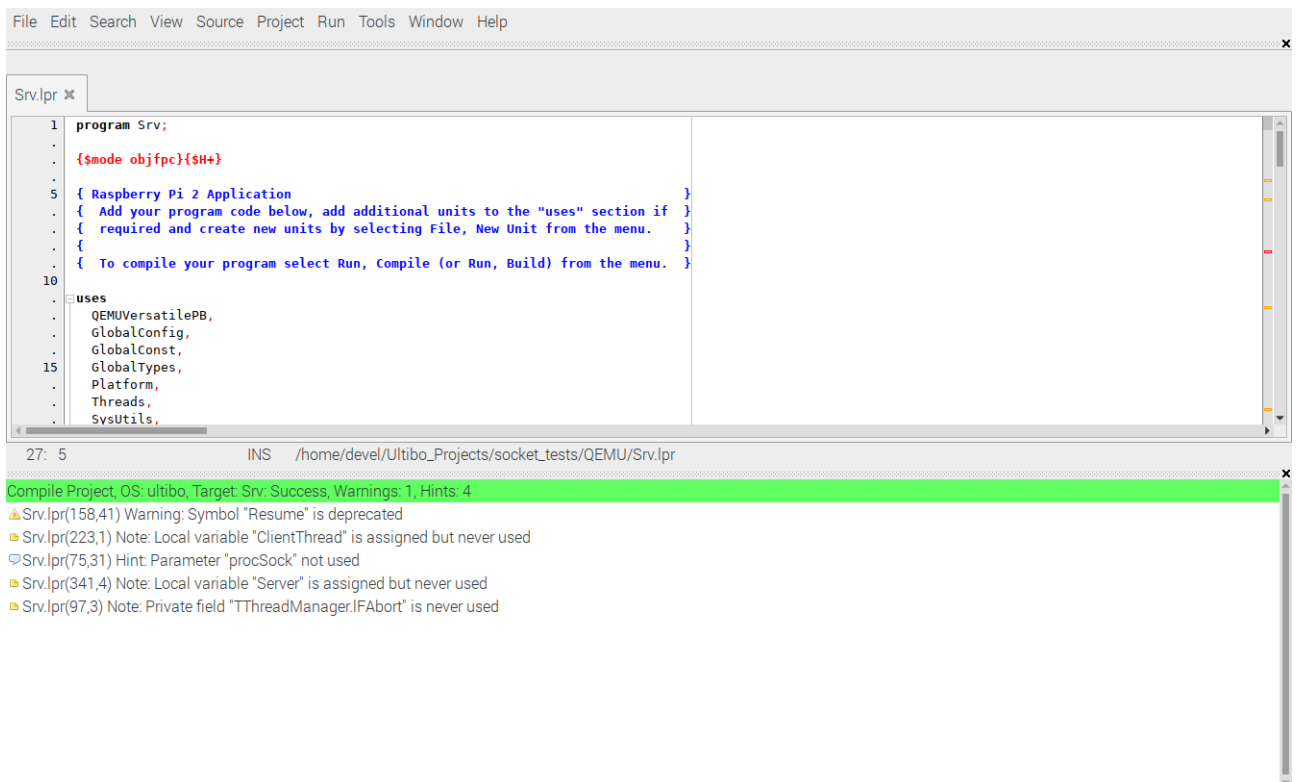 File Edit Search View Source Project Run Tools Window Help
Srv.lpr
1 program Srv;
.
. {$mode objfpc}{$H+}
.
5 { Raspberry Pi 2 Application }
. { Add your program code below, add additional units to the "uses" section if }
. { required and create new units by selecting File, New Unit from the menu. }
. { }
. { To compile your program select Run, Compile (or Run, Build) from the menu. }
10
. uses
. QEMUVersatilePB,
. GlobalConfig,
. GlobalConst,
15 GlobalTypes,
. Platform,
. Threads,
. SysUtils,
27: 5 INS /home/devel/Ultibo_Projects/socket_tests/QEMU/Srv.lpr
Compile Project, OS: ultibo, Target: Srv: Success, Warnings: 1, Hints: 4
Srv.lpr(158,41) Warning: Symbol "Resume" is deprecated
Srv.lpr(223,1) Note: Local variable "ClientThread" is assigned but never used
Srv.lpr(75,31) Hint: Parameter "procSock" not used
Srv.lpr(341,4) Note: Local variable "Server" is assigned but never used
Srv.lpr(97,3) Note: Private field "TThreadManager.lFAbort" is never used